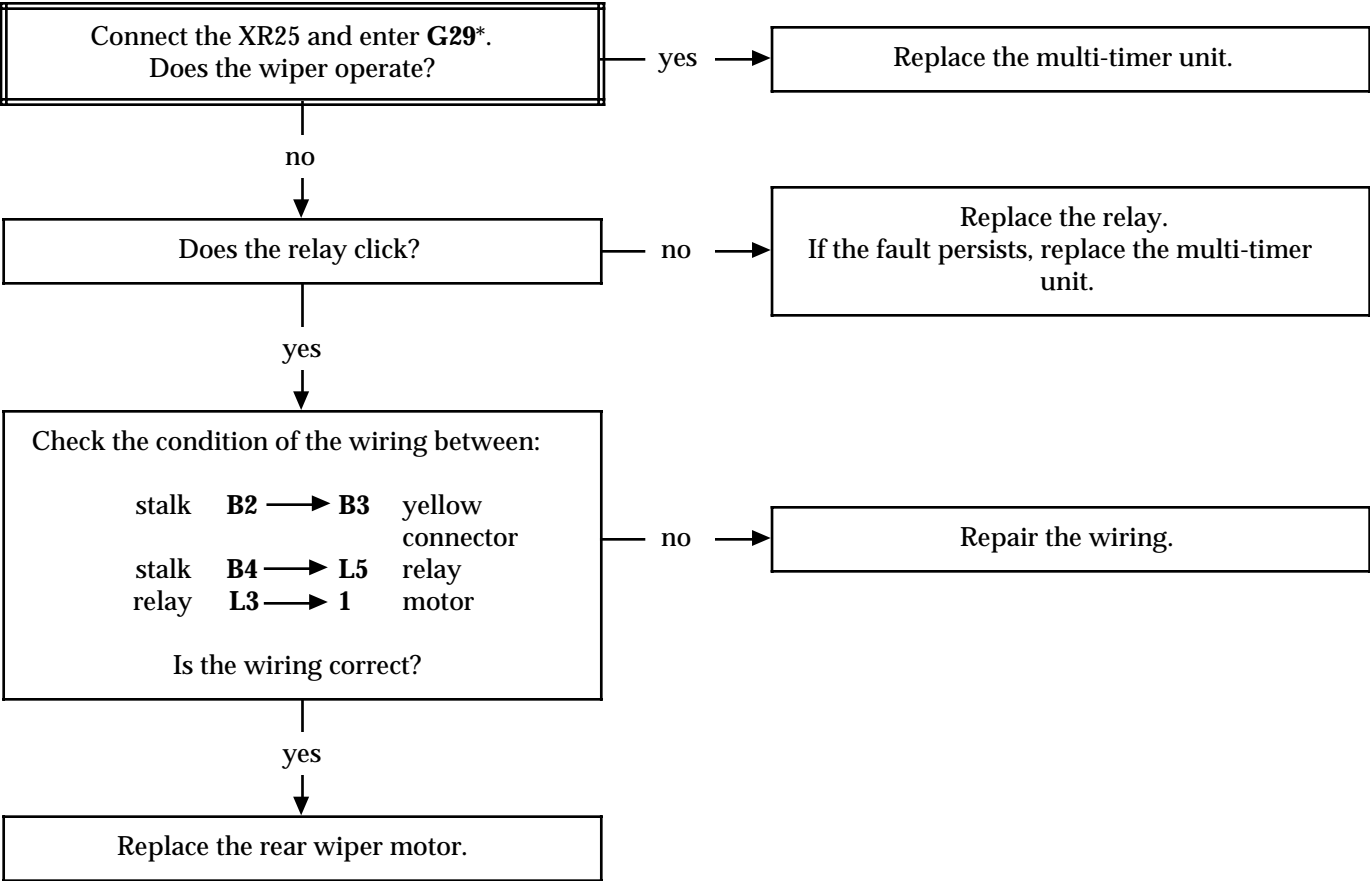 Connect the XR25 and enter G29*.
Does the wiper operate?
yes
Replace the multi-timer unit.
no
Does the relay click?
no
Replace the relay.
If the fault persists, replace the multi-timer
unit.
yes
Check the condition of the wiring between:
stalk B2 B3 yellow
connector
stalk B4 L5 relay
relay L3 1 motor
Is the wiring correct?
no
Repair the wiring.
yes
Replace the rear wiper motor.